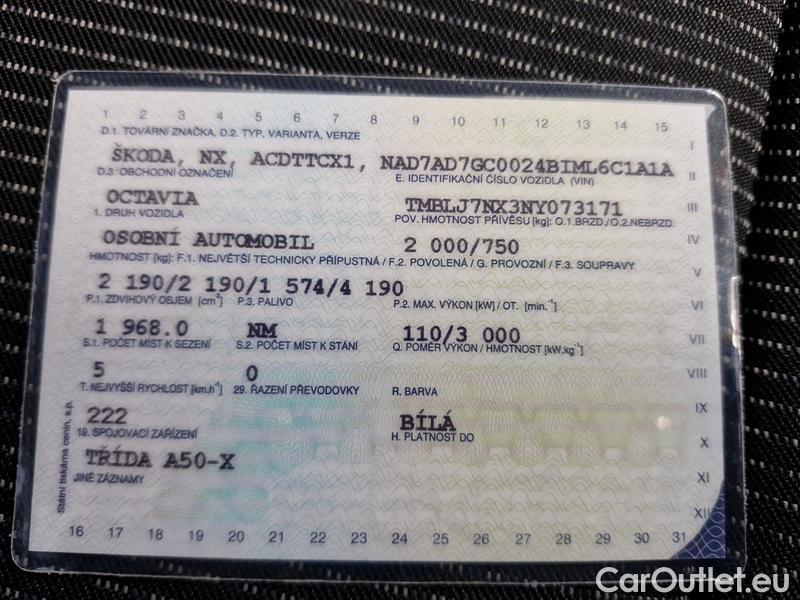 1 2 3 4 5 6 7 8 9 10 11 12 13 14 15
D.1. TOVÁRNÍ ZNAČKA, D.2. TYP, VARIANTA, VERZE
I
ŠKODA, NX, ACDTTCX1, NAD7AD7GC0024BIML6C1A1A
D.3. OBCHODNÍ OZNAČENÍ E. IDENTIFIKAČNÍ ČÍSLO VOZIDLA (VIN) II
OCTAVIA TMBLJ7NX3NY073171 III
1. DRUH VOZIDLA POV. HMOTNOST PŘÍVĚSU [kg]: O.1 BRZD./O.2 NEBRZD.
OSOBNÍ AUTOMOBIL 2 000/750 IV
HMOTNOST [kg]: F.1. NEJVĚTŠÍ TECHNICKY PŘÍPUSTNÁ / F.2. POVOLENÁ / G. PROVOZNÍ / F.3. SOUPRAVY
V
2 190/2 190/1 574/4 190
P.1. ZDVIHOVÝ OBJEM [cm³] P.3. PALIVO P.2. MAX. VÝKON [kW] / OT. [min.⁻¹] VI
1 968.0 NM 110/3 000 VII
S.1. POČET MÍST K SEZENÍ S.2. POČET MÍST K STÁNÍ Q. POMĚR VÝKON / HMOTNOST [kW.kg⁻¹]
5 0 VIII
T. NEJVYŠŠÍ RYCHLOST [km.h⁻¹] 29. ŘAZENÍ PŘEVODOVKY R. BARVA
IX
222 BÍLÁ
19. SPOJOVACÍ ZAŘÍZENÍ H. PLATNOST DO X
TŘÍDA A50-X
JINÉ ZÁZNAMY XI
XII
16 17 18 19 20 21 22 23 24 25 26 27 28 29 30 31
Státní tiskárna cenin, s.p.
CarOutlet.eu